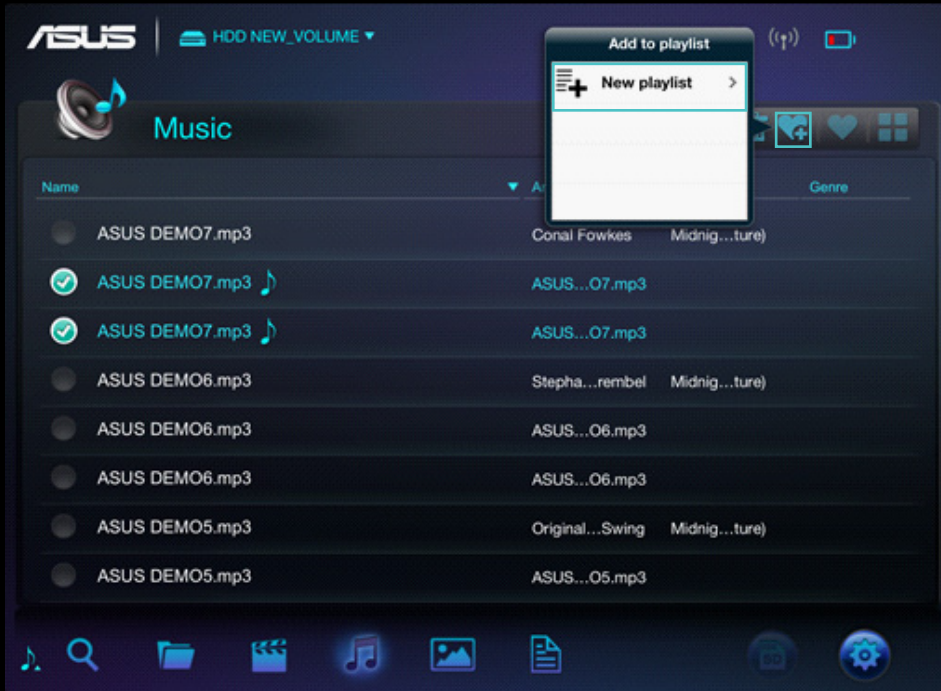 ASUS HDD NEW_VOLUME
Add to playlist
New playlist
Music
Name Genre
ASUS DEMO7.mp3 Conal Fowkes Midnig...ture)
ASUS DEMO7.mp3 ASUS...O7.mp3
ASUS DEMO7.mp3 ASUS...O7.mp3
ASUS DEMO6.mp3 Stepha...rembel Midnig...ture)
ASUS DEMO6.mp3 ASUS...O6.mp3
ASUS DEMO6.mp3 ASUS...O6.mp3
ASUS DEMO5.mp3 Original...Swing Midnig...ture)
ASUS DEMO5.mp3 ASUS...O5.mp3